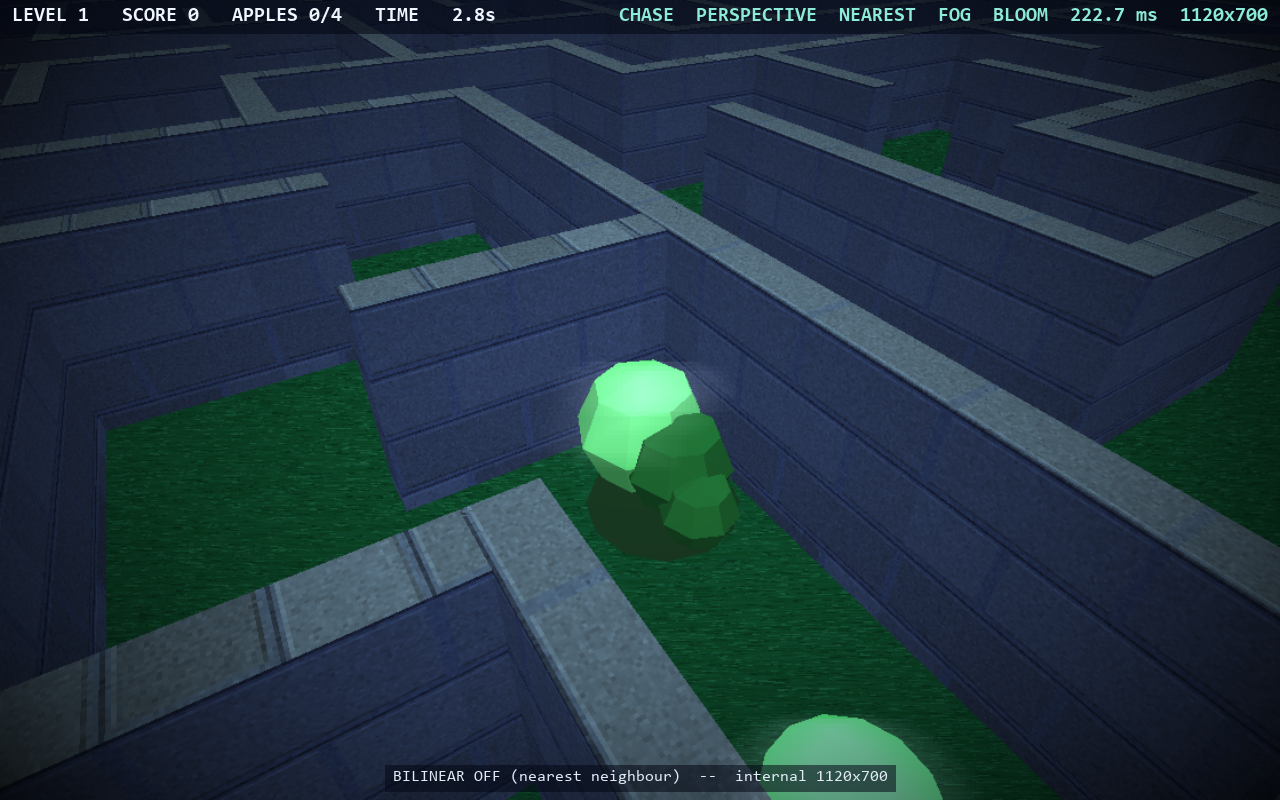 LEVEL 1 SCORE 0 APPLES 0/4 TIME 2.8s CHASE PERSPECTIVE NEAREST FOG BLOOM 222.7 ms 1120x700
BILINEAR OFF (nearest neighbour) -- internal 1120x700